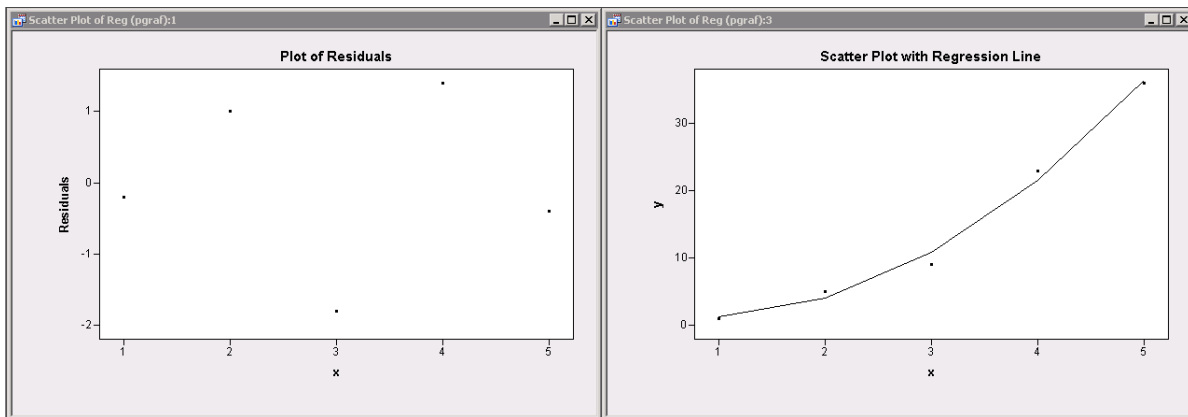 Scatter Plot of Reg (pgraf):1
Plot of Residuals
Residuals
1
0
-1
-2
1 2 3 4 5
x
Scatter Plot of Reg (pgraf):3
Scatter Plot with Regression Line
y
30
20
10
0
1 2 3 4 5
x